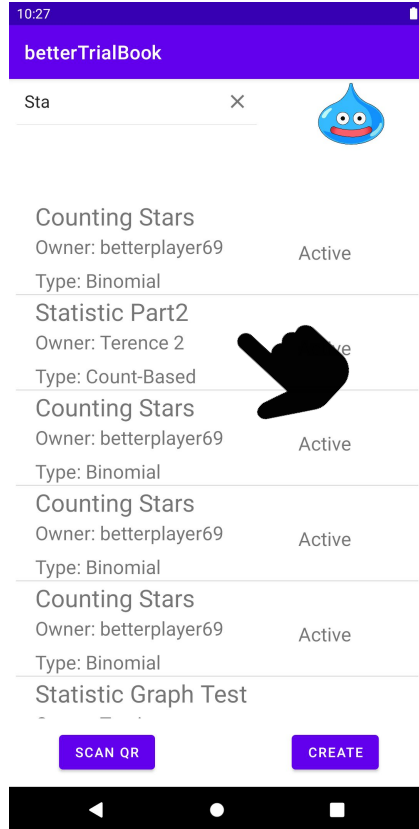 10:27
betterTrialBook
Sta
Counting Stars
Owner: betterplayer69
Active
Type: Binomial
Statistic Part2
Owner: Terence 2
Type: Count-Based
Counting Stars
Owner: betterplayer69
Active
Type: Binomial
Counting Stars
Owner: betterplayer69
Active
Type: Binomial
Counting Stars
Owner: betterplayer69
Active
Type: Binomial
Statistic Graph Test
SCAN QR
CREATE